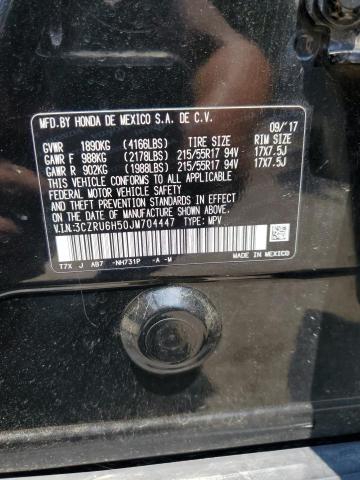 MFD.BY HONDA DE MEXICO S.A. DE C.V.
09/'17
GVWR 1890KG (4166LBS) TIRE SIZE RIM SIZE
GAWR F 988KG (2178LBS) 215/55R17 94V 17X7.5J
GAWR R 902KG (1988LBS) 215/55R17 94V 17X7.5J
THIS VEHICLE CONFORMS TO ALL APPLICABLE
FEDERAL MOTOR VEHICLE SAFETY, BUMPER,
AND THEFT PREVENTION STANDARDS IN EFFECT
ON THE DATE OF MANUFACTURE SHOWN ABOVE.
V.I.N:3CZRU6H50JM704447 TYPE: MPV
T7X J AB7 -NH731P -A -M MADE IN MEXICO